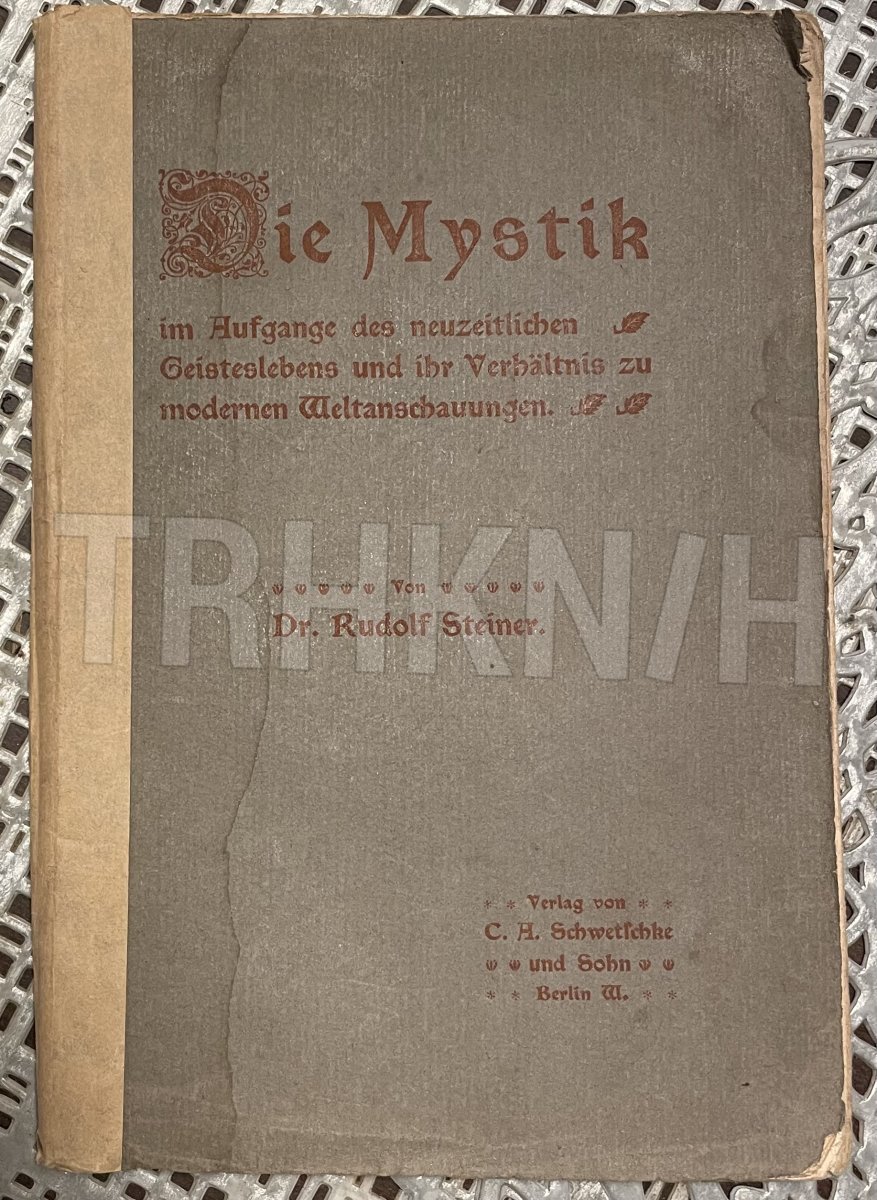 Die Mystik
im Aufgange des neuzeitlichen
Geisteslebens und ihr Verhältnis zu
modernen Weltanschauungen.
Von
Dr. Rudolf Steiner.
TRHKN/H
Verlag von
C. A. Schwetſchke
und Sohn
Berlin W.